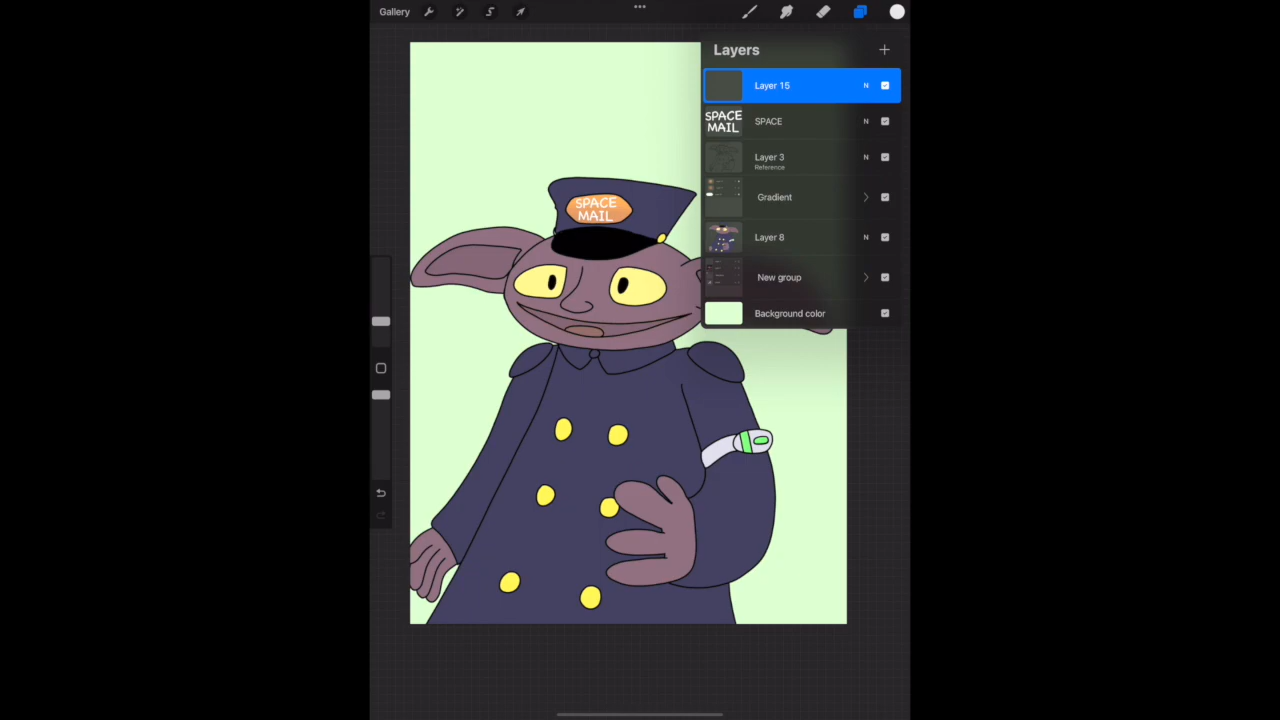 Gallery
Layers
Layer 15 N
SPACE MAIL SPACE N
Layer 3 N
Reference
Gradient
Layer 8 N
New group
Background color
SPACE
MAIL